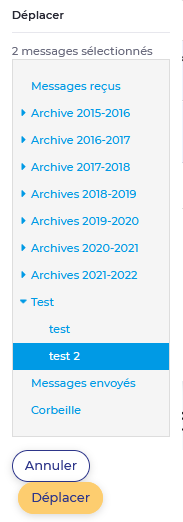 Déplacer
2 messages sélectionnés
Messages reçus
Archive 2015-2016
Archive 2016-2017
Archive 2017-2018
Archives 2018-2019
Archives 2019-2020
Archives 2020-2021
Archives 2021-2022
Test
test
test 2
Messages envoyés
Corbeille
Annuler
Déplacer